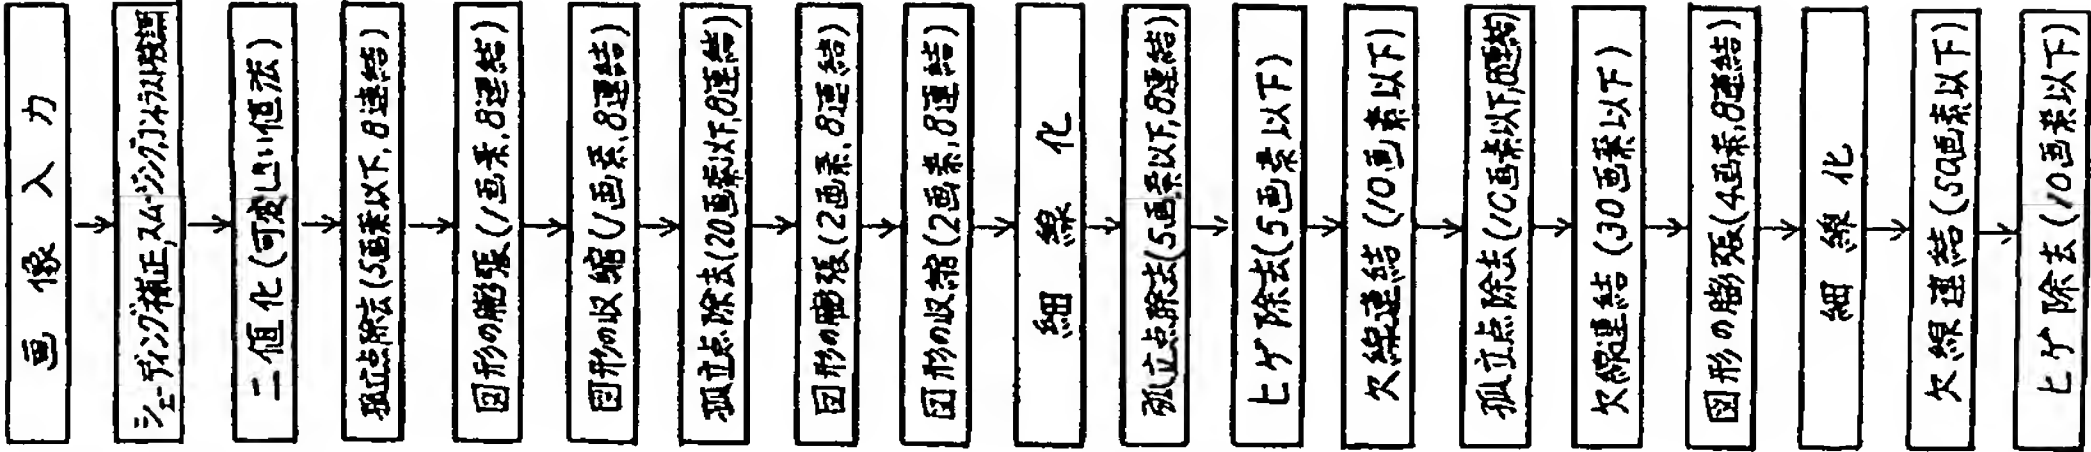 画像入力
シェーディング補正,スムージング,コントラスト強調
二値化(可変しきい値法)
孤立点除去(5画素以下,8連結)
図形の膨張(1画素,8連結)
図形の収縮(1画素,8連結)
孤立点除去(20画素以下,8連結)
図形の膨張(2画素,8連結)
図形の収縮(2画素,8連結)
細線化
孤立点除去(5画素以下,8連結)
ヒゲ除去(5画素以下)
欠線連結(10画素以下)
孤立点除去(10画素以下,8連結)
欠線連結(30画素以下)
図形の膨張(4画素,8連結)
細線化
欠線連結(50画素以下)
ヒゲ除去(10画素以下)